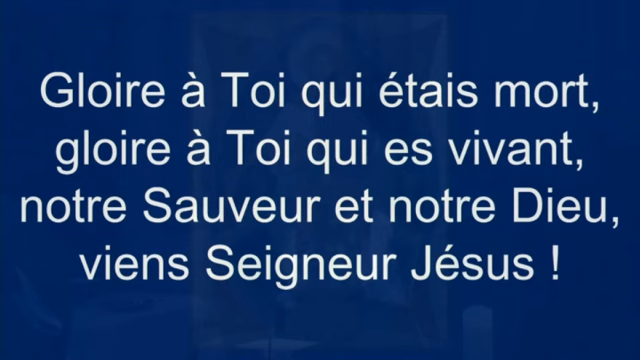 Gloire à Toi qui étais mort,
gloire à Toi qui es vivant,
notre Sauveur et notre Dieu,
viens Seigneur Jésus !